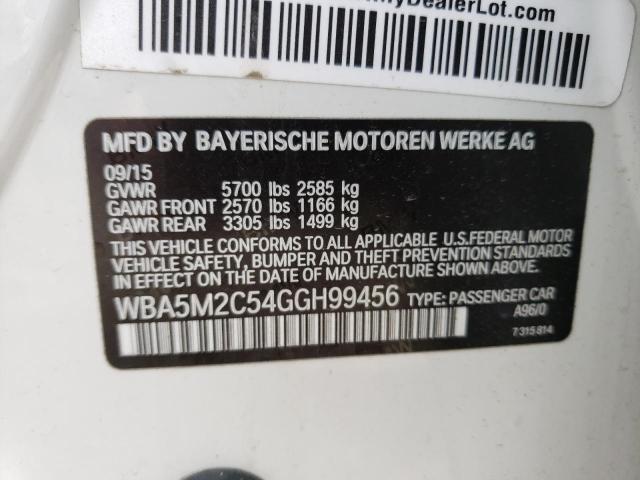 DealerLot.com
MFD BY BAYERISCHE MOTOREN WERKE AG
09/15
GVWR 5700 lbs 2585 kg
GAWR FRONT 2570 lbs 1166 kg
GAWR REAR 3305 lbs 1499 kg
THIS VEHICLE CONFORMS TO ALL APPLICABLE U.S.FEDERAL MOTOR
VEHICLE SAFETY, BUMPER AND THEFT PREVENTION STANDARDS
IN EFFECT ON THE DATE OF MANUFACTURE SHOWN ABOVE.
WBA5M2C54GGH99456 TYPE: PASSENGER CAR
A96/0
7315814